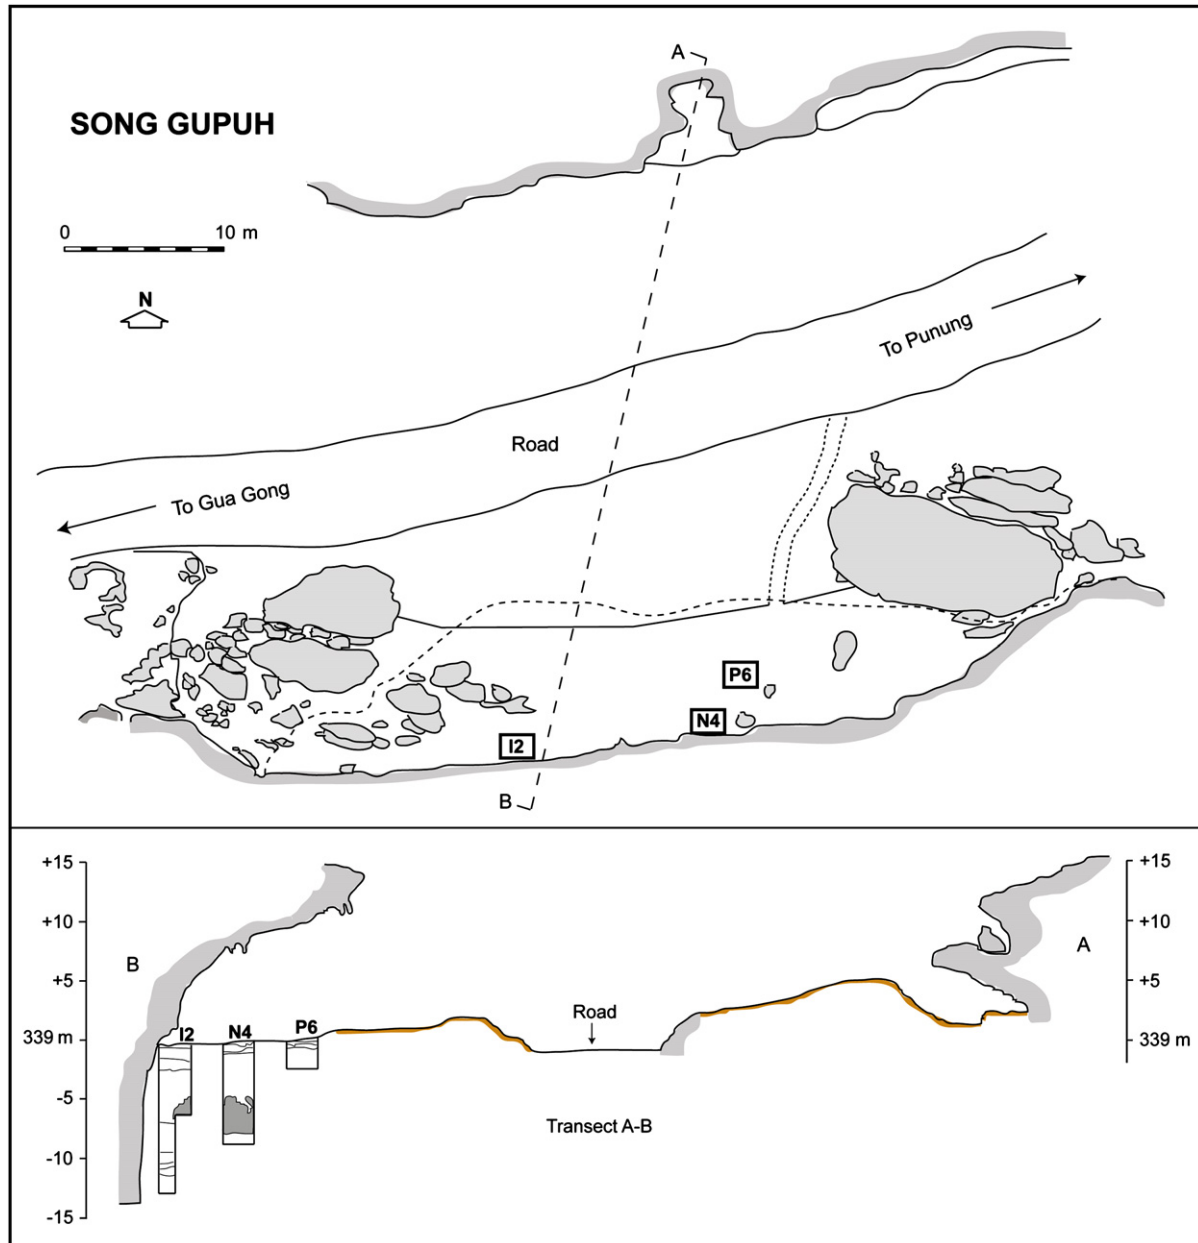 A
SONG GUPUH
0 10 m
N
To Punung
Road
To Gua Gong
P6
N4
I2
B
+15 +15
+10 +10
B A
+5 +5
I2 N4 P6 Road
339 m 339 m
-5
Transect A-B
-10
-15